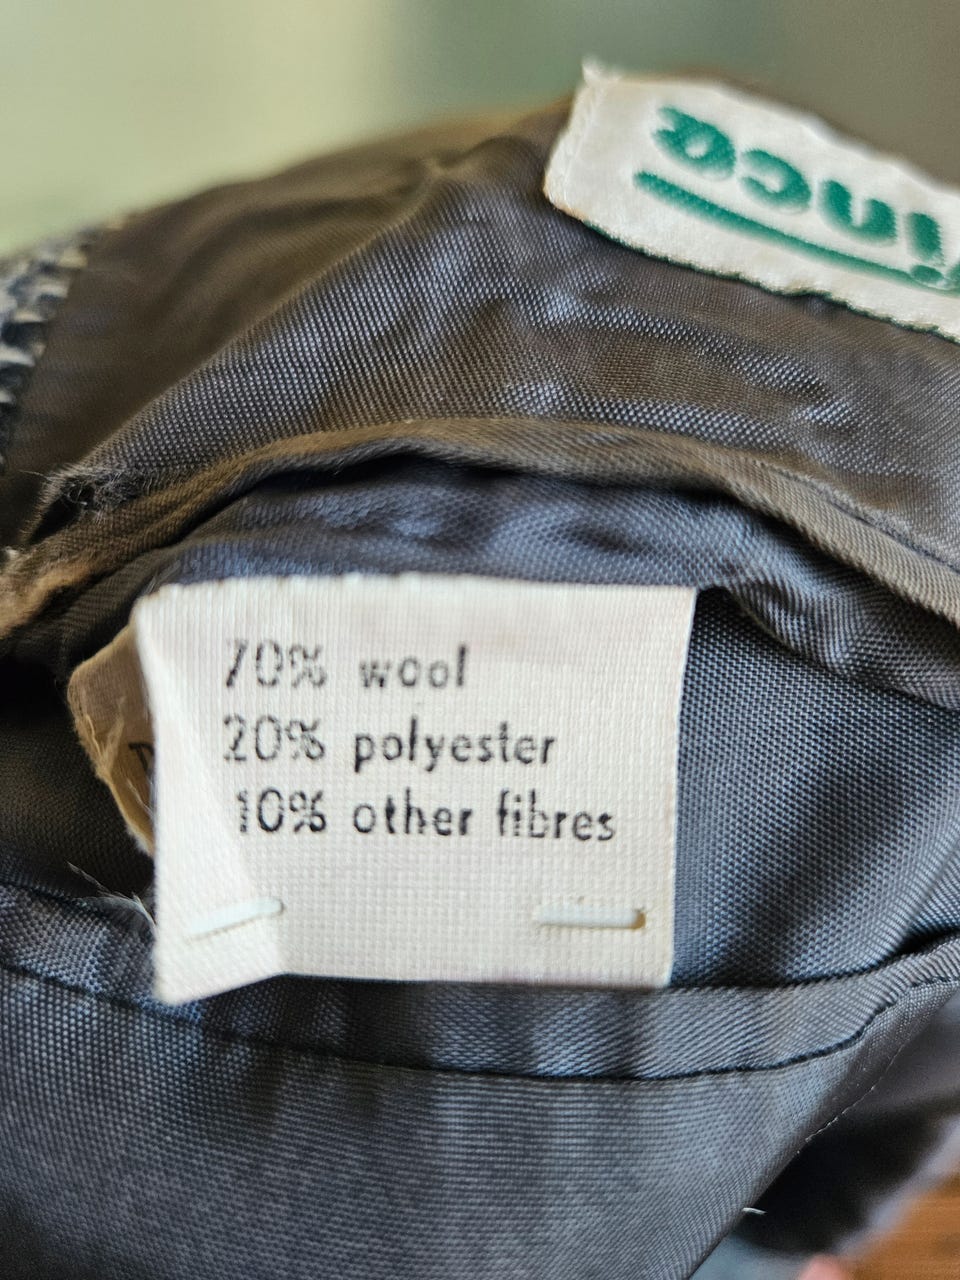 70% wool
20% polyester
10% other fibres